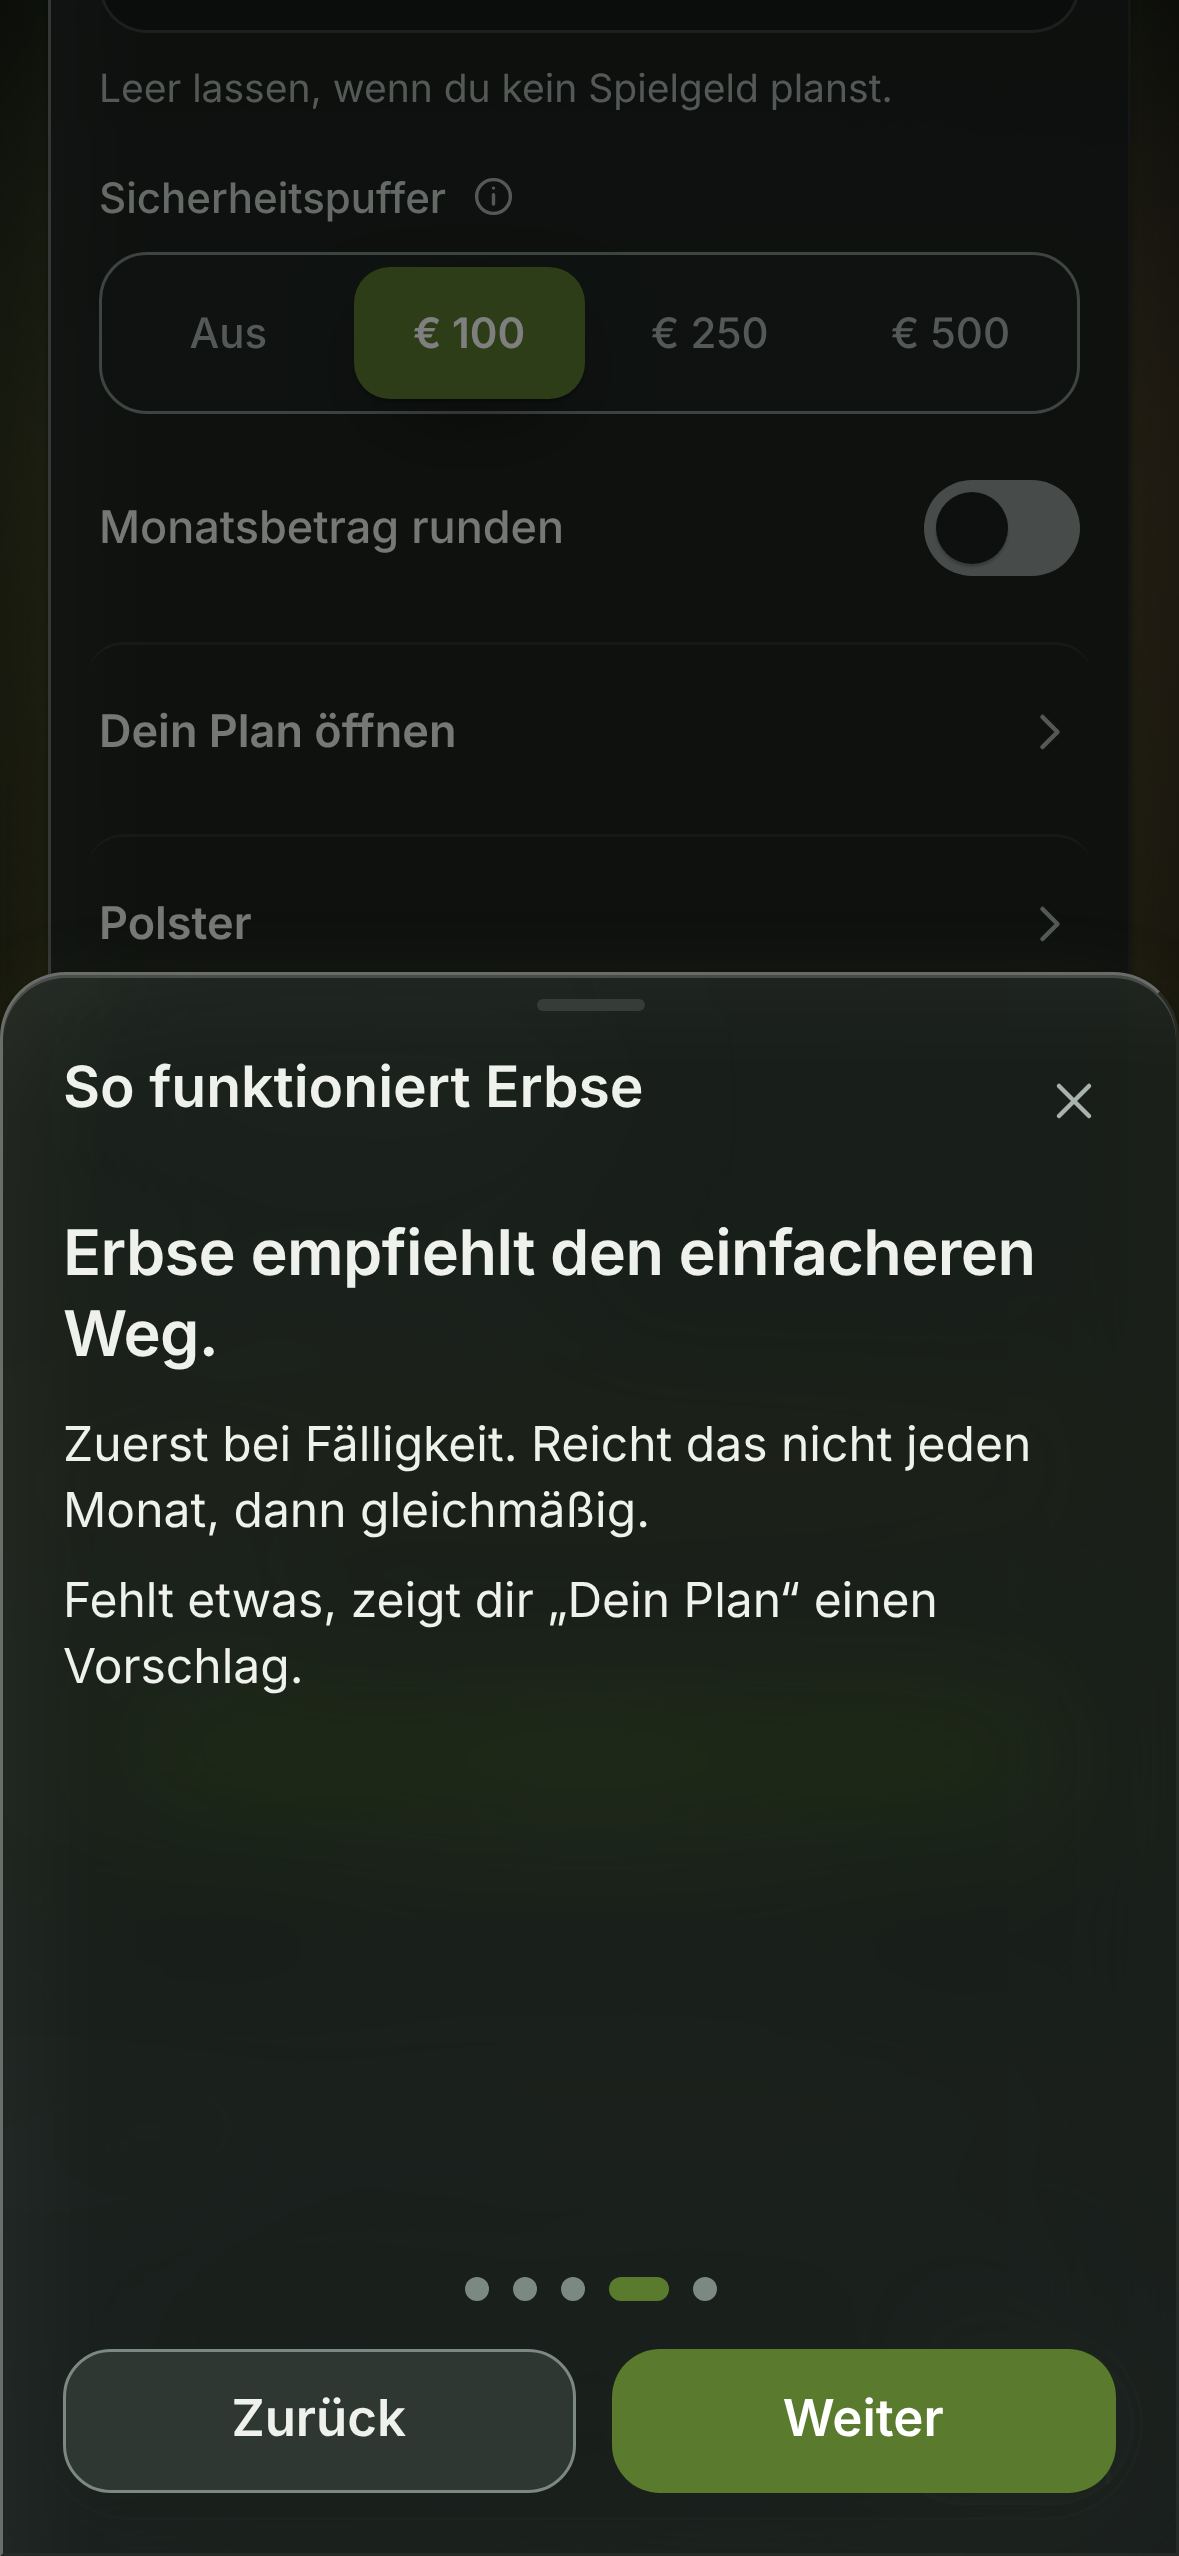 Leer lassen, wenn du kein Spielgeld planst.
Sicherheitspuffer
Aus € 100 € 250 € 500
Monatsbetrag runden
Dein Plan öffnen
Polster
So funktioniert Erbse
Erbse empfiehlt den einfacheren
Weg.
Zuerst bei Fälligkeit. Reicht das nicht jeden
Monat, dann gleichmäßig.
Fehlt etwas, zeigt dir „Dein Plan“ einen
Vorschlag.
Zurück Weiter